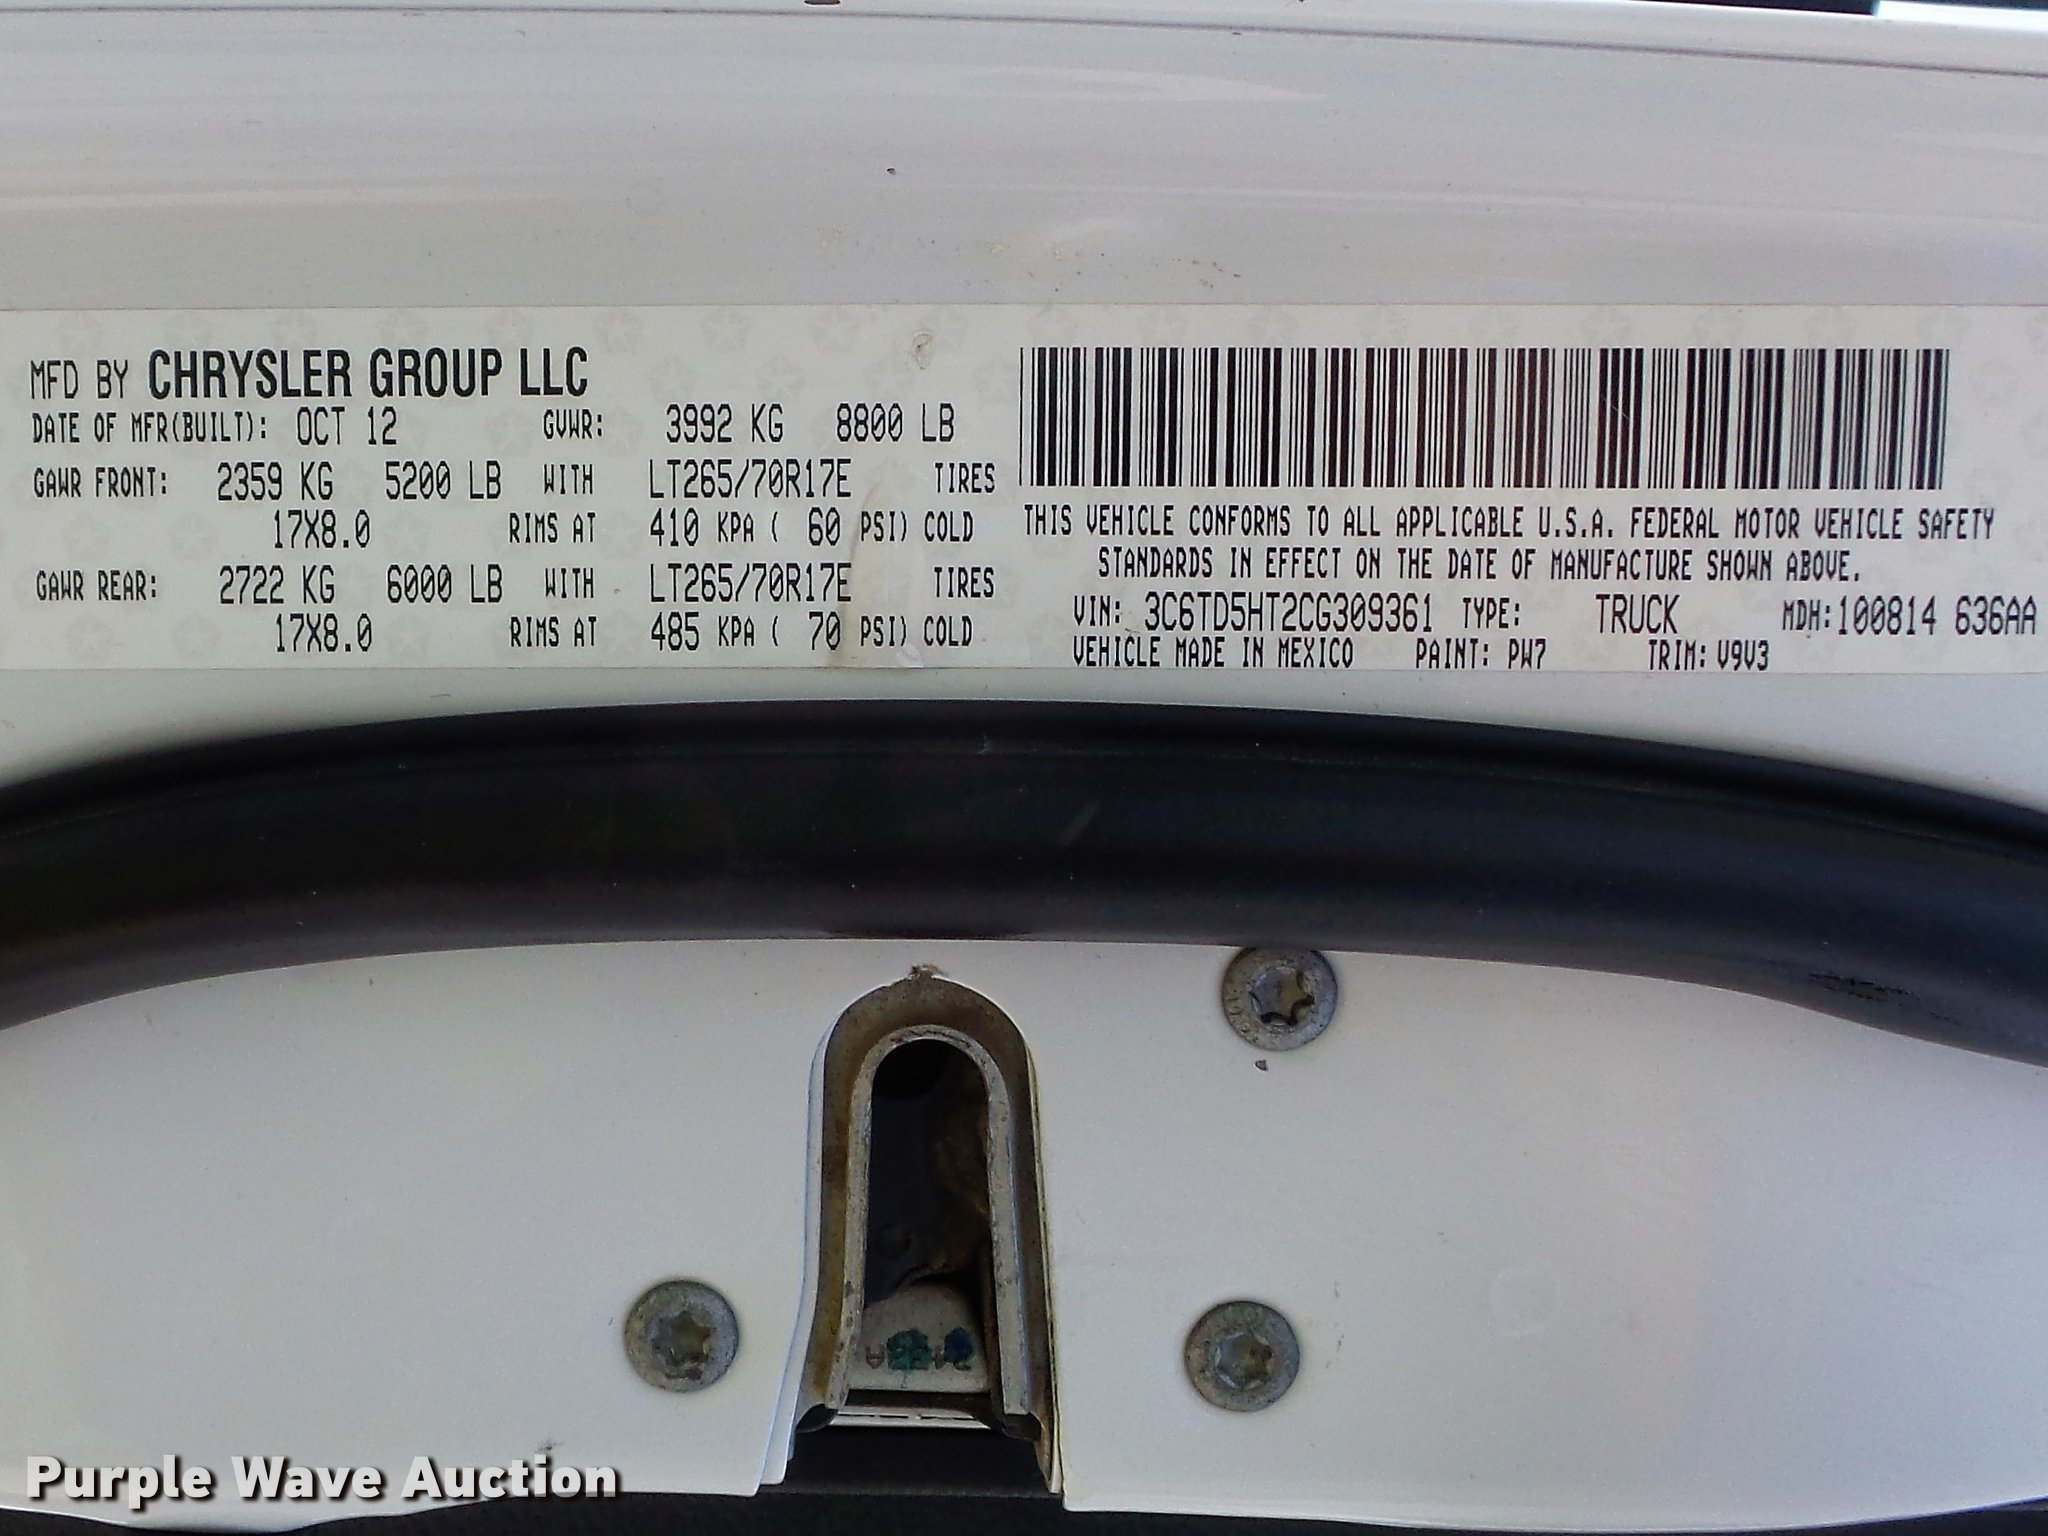 MFD BY CHRYSLER GROUP LLC
DATE OF MFR(BUILT): OCT 12 GVWR: 3992 KG 8800 LB
GAWR FRONT: 2359 KG 5200 LB WITH LT265/70R17E TIRES
17X8.0 RIMS AT 410 KPA ( 60 PSI) COLD
GAWR REAR: 2722 KG 6000 LB WITH LT265/70R17E TIRES
17X8.0 RIMS AT 485 KPA ( 70 PSI) COLD
THIS VEHICLE CONFORMS TO ALL APPLICABLE U.S.A. FEDERAL MOTOR VEHICLE SAFETY
STANDARDS IN EFFECT ON THE DATE OF MANUFACTURE SHOWN ABOVE.
VIN: 3C6TD5HT2CG309361 TYPE: TRUCK MDH:100814 636AA
VEHICLE MADE IN MEXICO PAINT: PW7 TRIM: V9V3
Purple Wave Auction